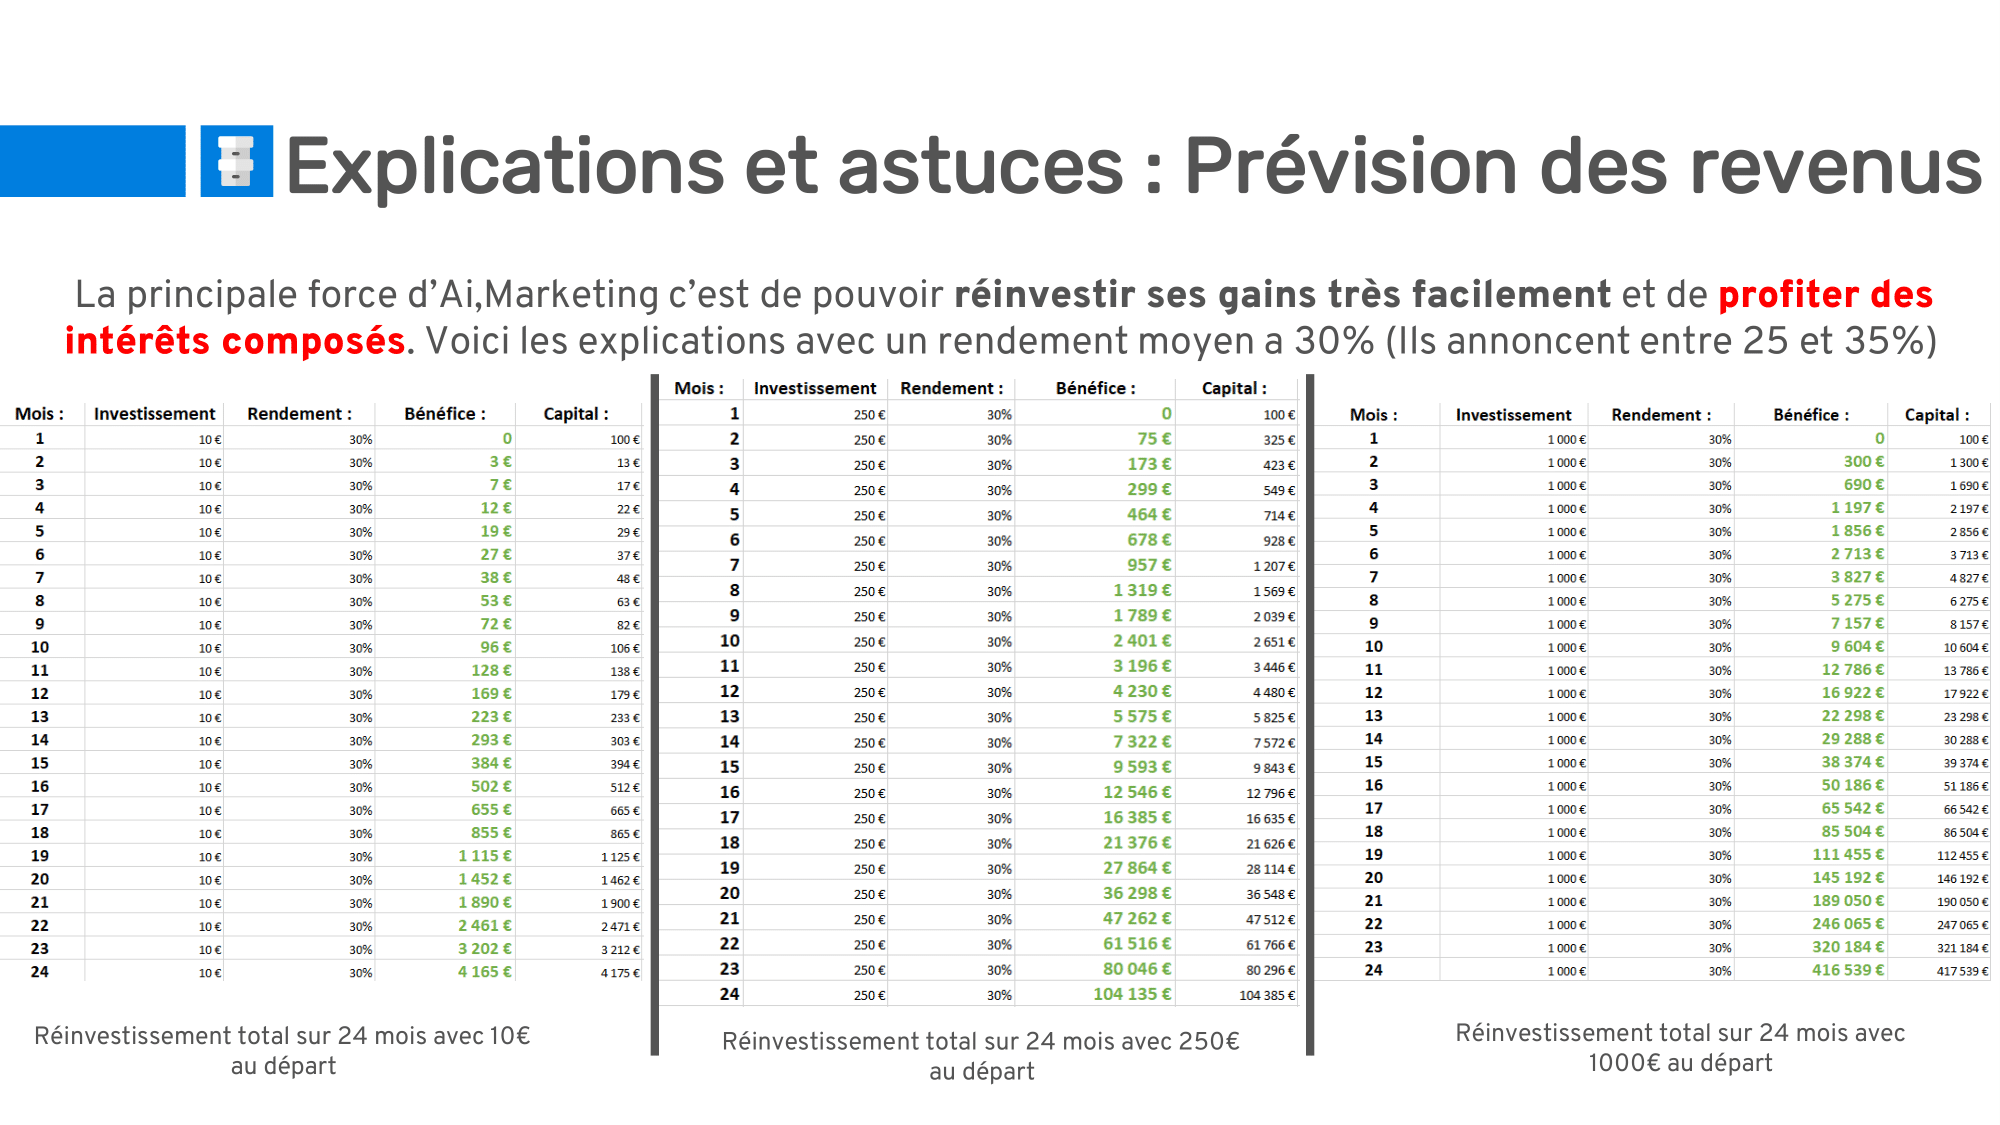 Explications et astuces : Prévision des revenus
La principale force d’Ai,Marketing c’est de pouvoir réinvestir ses gains très facilement et de profiter des
intérêts composés. Voici les explications avec un rendement moyen a 30% (Ils annoncent entre 25 et 35%)
Mois : Investissement Rendement : Bénéfice : Capital :
1 10 € 30% 0 100 €
2 10 € 30% 3 € 13 €
3 10 € 30% 7 € 17 €
4 10 € 30% 12 € 22 €
5 10 € 30% 19 € 29 €
6 10 € 30% 27 € 37 €
7 10 € 30% 38 € 48 €
8 10 € 30% 53 € 63 €
9 10 € 30% 72 € 82 €
10 10 € 30% 96 € 106 €
11 10 € 30% 128 € 138 €
12 10 € 30% 169 € 179 €
13 10 € 30% 223 € 233 €
14 10 € 30% 293 € 303 €
15 10 € 30% 384 € 394 €
16 10 € 30% 502 € 512 €
17 10 € 30% 655 € 665 €
18 10 € 30% 855 € 865 €
19 10 € 30% 1 115 € 1 125 €
20 10 € 30% 1 452 € 1 462 €
21 10 € 30% 1 890 € 1 900 €
22 10 € 30% 2 461 € 2 471 €
23 10 € 30% 3 202 € 3 212 €
24 10 € 30% 4 165 € 4 175 €
Réinvestissement total sur 24 mois avec 10€
au départ
Mois : Investissement Rendement : Bénéfice : Capital :
1 250 € 30% 0 100 €
2 250 € 30% 75 € 325 €
3 250 € 30% 173 € 423 €
4 250 € 30% 299 € 549 €
5 250 € 30% 464 € 714 €
6 250 € 30% 678 € 928 €
7 250 € 30% 957 € 1 207 €
8 250 € 30% 1 319 € 1 569 €
9 250 € 30% 1 789 € 2 039 €
10 250 € 30% 2 401 € 2 651 €
11 250 € 30% 3 196 € 3 446 €
12 250 € 30% 4 230 € 4 480 €
13 250 € 30% 5 575 € 5 825 €
14 250 € 30% 7 322 € 7 572 €
15 250 € 30% 9 593 € 9 843 €
16 250 € 30% 12 546 € 12 796 €
17 250 € 30% 16 385 € 16 635 €
18 250 € 30% 21 376 € 21 626 €
19 250 € 30% 27 864 € 28 114 €
20 250 € 30% 36 298 € 36 548 €
21 250 € 30% 47 262 € 47 512 €
22 250 € 30% 61 516 € 61 766 €
23 250 € 30% 80 046 € 80 296 €
24 250 € 30% 104 135 € 104 385 €
Réinvestissement total sur 24 mois avec 250€
au départ
Mois : Investissement Rendement : Bénéfice : Capital :
1 1 000 € 30% 0 100 €
2 1 000 € 30% 300 € 1 300 €
3 1 000 € 30% 690 € 1 690 €
4 1 000 € 30% 1 197 € 2 197 €
5 1 000 € 30% 1 856 € 2 856 €
6 1 000 € 30% 2 713 € 3 713 €
7 1 000 € 30% 3 827 € 4 827 €
8 1 000 € 30% 5 275 € 6 275 €
9 1 000 € 30% 7 157 € 8 157 €
10 1 000 € 30% 9 604 € 10 604 €
11 1 000 € 30% 12 786 € 13 786 €
12 1 000 € 30% 16 922 € 17 922 €
13 1 000 € 30% 22 298 € 23 298 €
14 1 000 € 30% 29 288 € 30 288 €
15 1 000 € 30% 38 374 € 39 374 €
16 1 000 € 30% 50 186 € 51 186 €
17 1 000 € 30% 65 542 € 66 542 €
18 1 000 € 30% 85 504 € 86 504 €
19 1 000 € 30% 111 455 € 112 455 €
20 1 000 € 30% 145 192 € 146 192 €
21 1 000 € 30% 189 050 € 190 050 €
22 1 000 € 30% 246 065 € 247 065 €
23 1 000 € 30% 320 184 € 321 184 €
24 1 000 € 30% 416 539 € 417 539 €
Réinvestissement total sur 24 mois avec
1000€ au départ